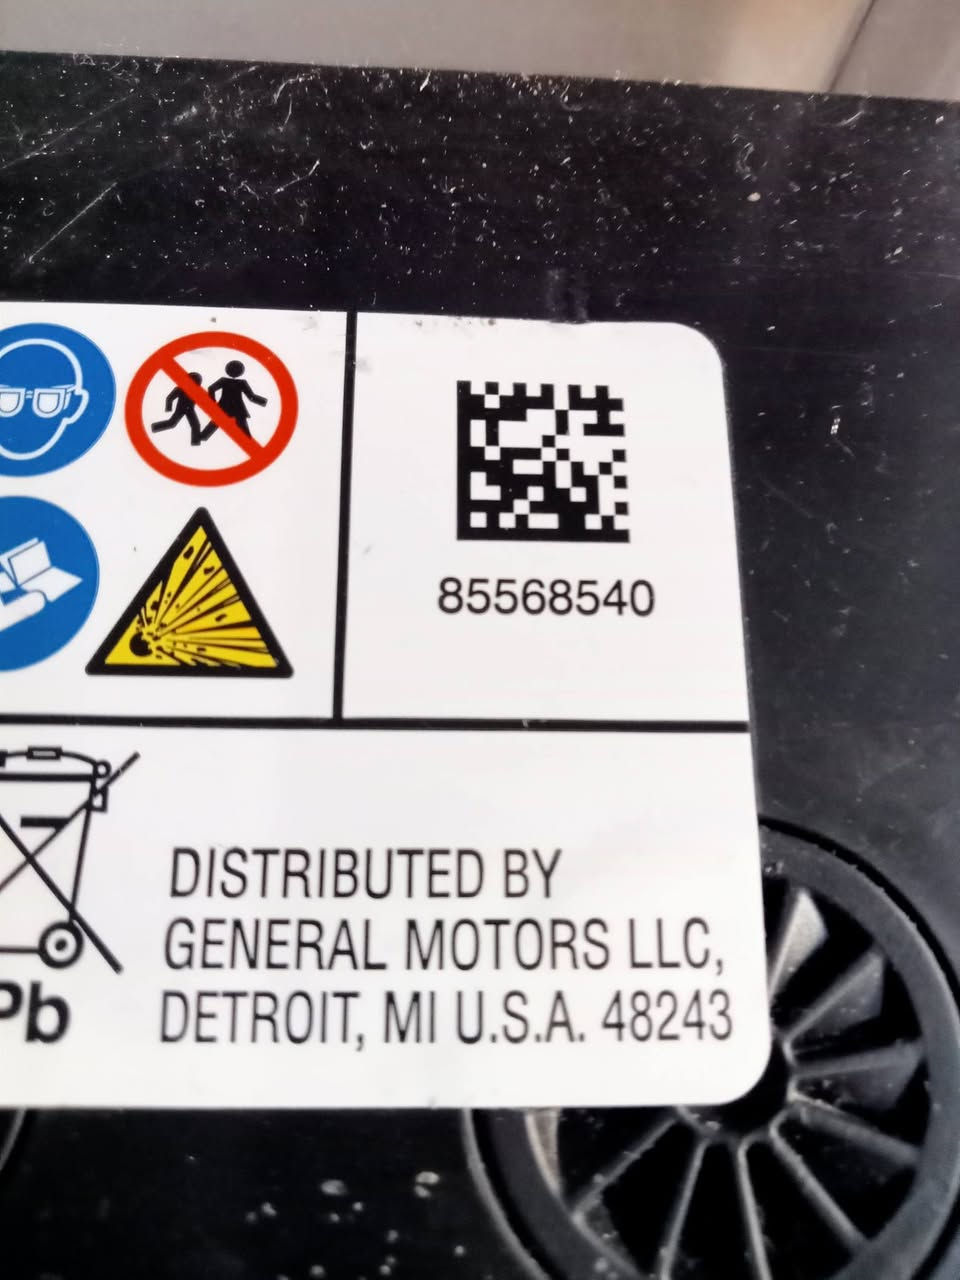 85568540
DISTRIBUTED BY
GENERAL MOTORS LLC,
DETROIT, MI U.S.A. 48243
Pb